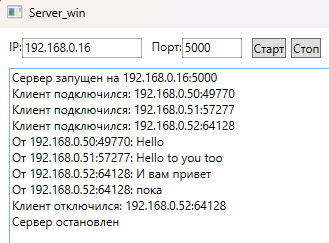 Server_win
IP: 192.168.0.16 Порт: 5000 Старт Стоп
Сервер запущен на 192.168.0.16:5000
Клиент подключился: 192.168.0.50:49770
Клиент подключился: 192.168.0.51:57277
Клиент подключился: 192.168.0.52:64128
От 192.168.0.50:49770: Hello
От 192.168.0.51:57277: Hello to you too
От 192.168.0.52:64128: И вам привет
От 192.168.0.52:64128: пока
Клиент отключился: 192.168.0.52:64128
Сервер остановлен